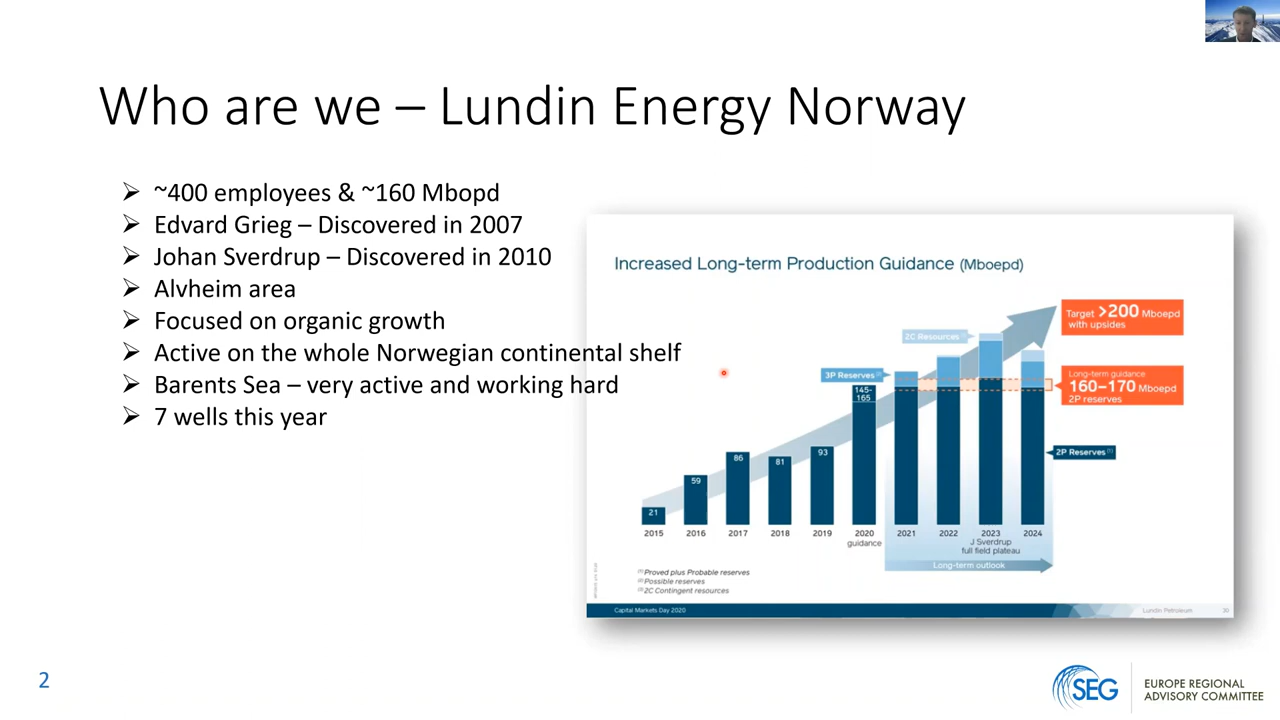 Who are we – Lundin Energy Norway
➢ ~400 employees & ~160 Mbopd
➢ Edvard Grieg – Discovered in 2007
➢ Johan Sverdrup – Discovered in 2010
➢ Alvheim area
➢ Focused on organic growth
➢ Active on the whole Norwegian continental shelf
➢ Barents Sea – very active and working hard
➢ 7 wells this year
Increased Long-term Production Guidance (Mboepd)
Target >200 Mboepd
with upsides
2C Resources
3P Reserves
Long-term guidance
160–170 Mboepd
2P reserves
145-
165
2P Reserves (1)
93
86
81
59
21
2015 2016 2017 2018 2019 2020 2021 2022 2023 2024
guidance
J Sverdrup
full field plateau
Long-term outlook
(1) Proved plus Probable reserves
(2) Possible reserves
(3) 2C Contingent resources
Capital Markets Day 2020
Lundin Petroleum
30
2
SEG
EUROPE REGIONAL
ADVISORY COMMITTEE